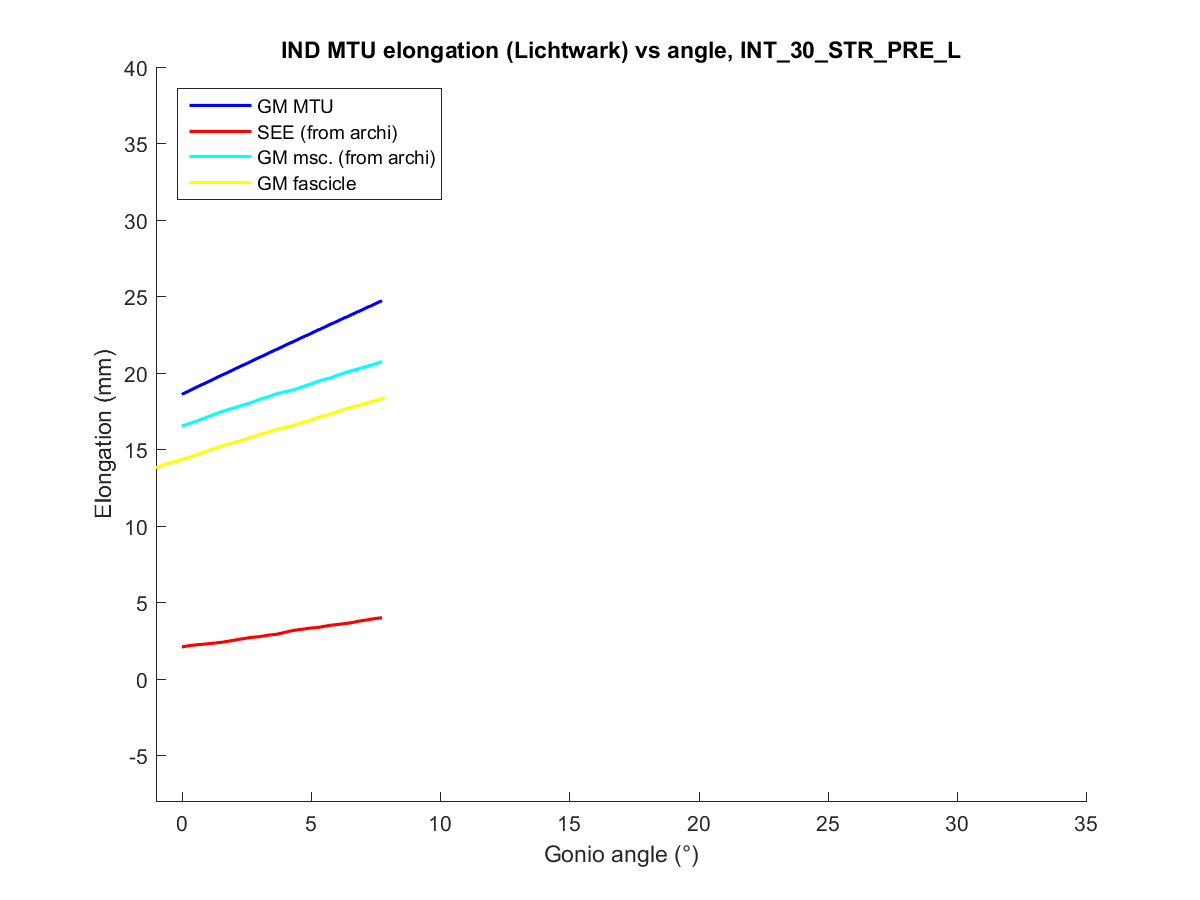 IND MTU elongation (Lichtwark) vs angle, INT_30_STR_PRE_L
GM MTU
SEE (from archi)
GM msc. (from archi)
GM fascicle
40
35
30
25
20
15
10
5
0
-5
Elongation (mm)
0 5 10 15 20 25 30 35
Gonio angle (°)